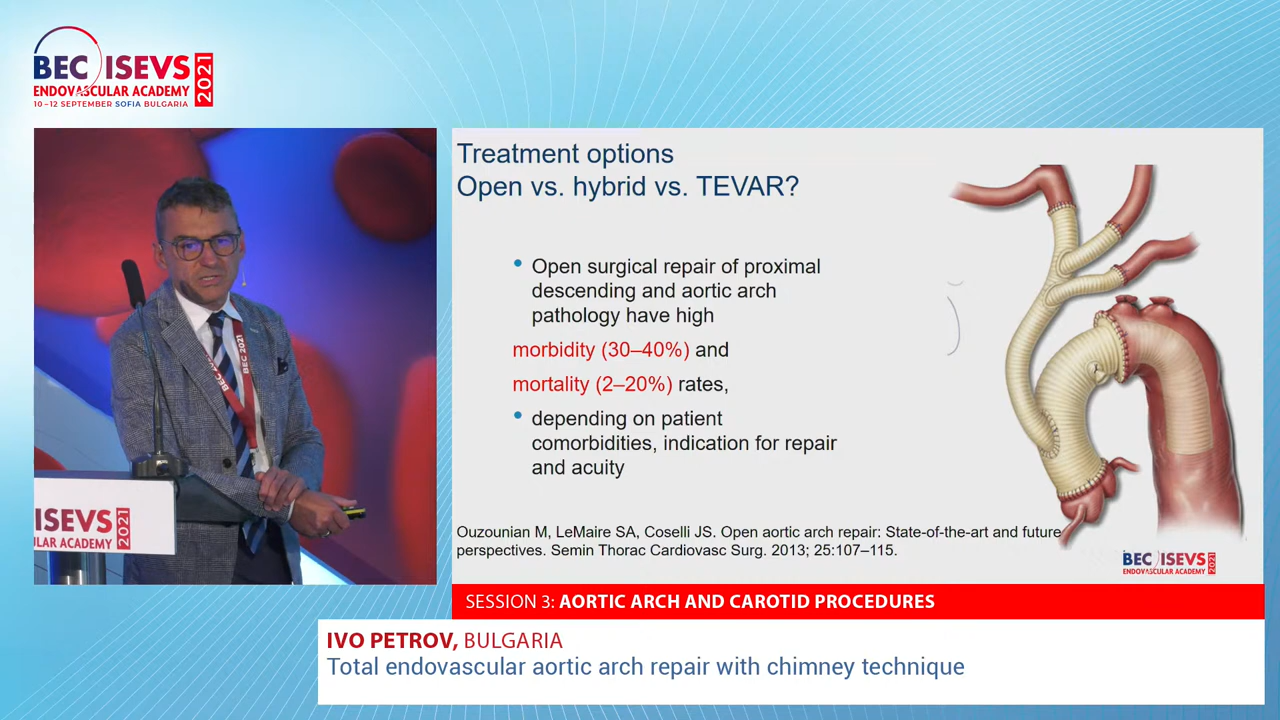 BEC ISEVS
2021
ENDOVASCULAR ACADEMY
10–12 SEPTEMBER SOFIA BULGARIA
BEC 2021
BEC 2021
ISEVS
2021
LAR ACADEMY
Treatment options
Open vs. hybrid vs. TEVAR?
• Open surgical repair of proximal
descending and aortic arch
pathology have high
morbidity (30–40%) and
mortality (2–20%) rates,
• depending on patient
comorbidities, indication for repair
and acuity
Ouzounian M, LeMaire SA, Coselli JS. Open aortic arch repair: State-of-the-art and future
perspectives. Semin Thorac Cardiovasc Surg. 2013; 25:107–115.
BEC ISEVS
2021
ENDOVASCULAR ACADEMY
SESSION 3: AORTIC ARCH AND CAROTID PROCEDURES
IVO PETROV, BULGARIA
Total endovascular aortic arch repair with chimney technique